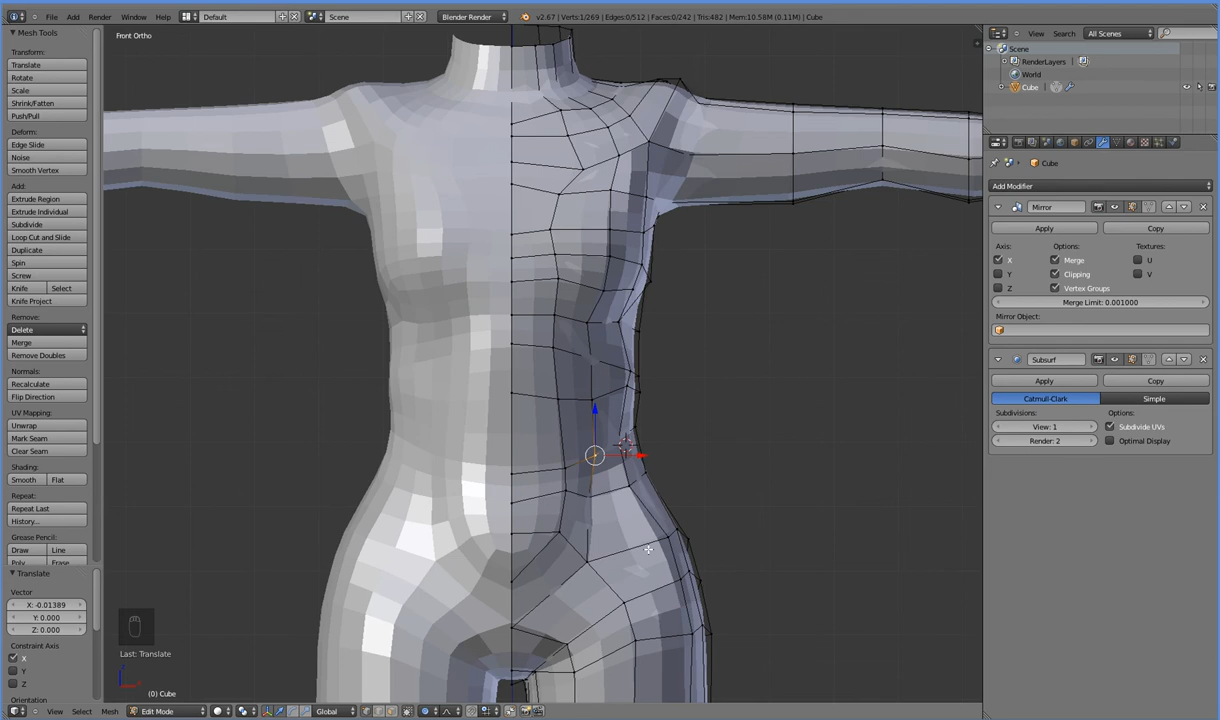 File Add Render Window Help Default Scene Blender Render v2.67 | Verts:1/269 | Edges:0/512 | Faces:0/242 | Tris:482 | Mem:10.58M (0.11M) | Cube
Mesh Tools
Front Ortho
View Search All Scenes
Scene
RenderLayers
World
Cube
Transform:
Translate
Rotate
Scale
Shrink/Fatten
Push/Pull
Deform:
Edge Slide
Noise
Smooth Vertex
Add:
Extrude Region
Extrude Individual
Subdivide
Loop Cut and Slide
Duplicate
Spin
Screw
Knife Select
Knife Project
Remove:
Delete
Merge
Remove Doubles
Normals:
Recalculate
Flip Direction
UV Mapping:
Unwrap
Mark Seam
Clear Seam
Shading:
Smooth Flat
Repeat:
Repeat Last
History...
Grease Pencil:
Draw Line
Poly Erase
Translate
Vector
X: -0.01389
Y: 0.000
Z: 0.000
Constraint Axis
X
Y
Z
Orientation
Last: Translate
(0) Cube
View Select Mesh Edit Mode Global
Cube
Add Modifier
Mirror
Apply Copy
Axis: Options: Textures:
X Merge U
Y Clipping V
Z Vertex Groups
Merge Limit: 0.001000
Mirror Object:
Subsurf
Apply Copy
Catmull-Clark Simple
Subdivisions: Options:
View: 1 Subdivide UVs
Render: 2 Optimal Display